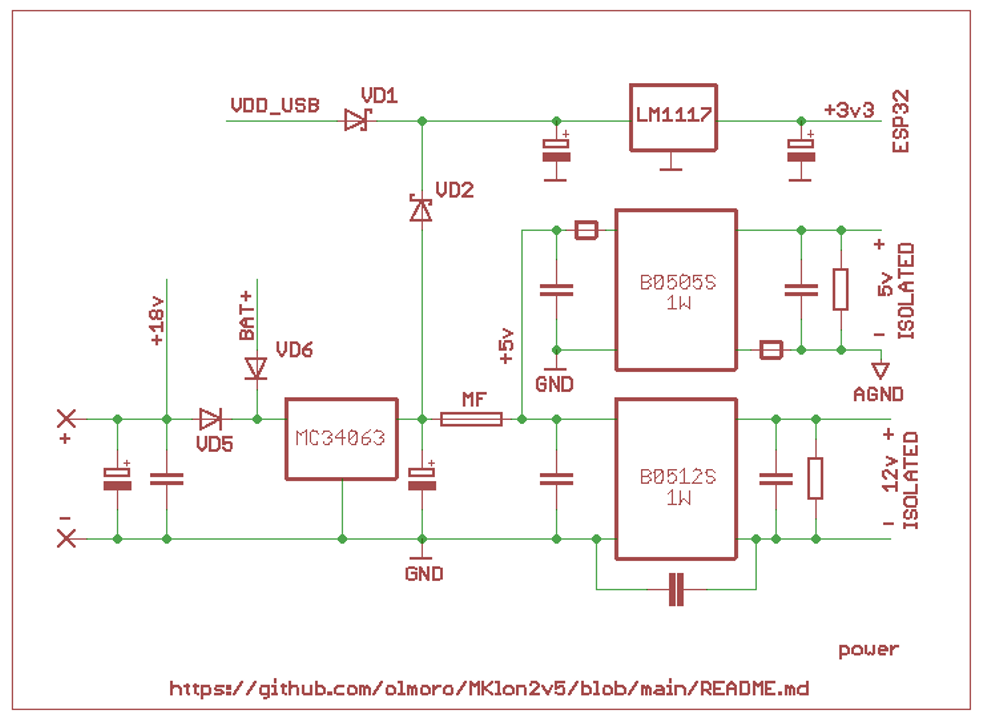 VDD_USB
VD1
LM1117
+3v3
ESP32
VD2
B0505S
1W
+
5v
ISOLATED
-
+18v
BAT+
VD6
+5v
GND
AGND
MF
MC34063
VD5
+
-
B0512S
1W
+
12v
ISOLATED
-
GND
+
+
+
+
power
https://github.com/olmoro/MKlon2v5/blob/main/README.md